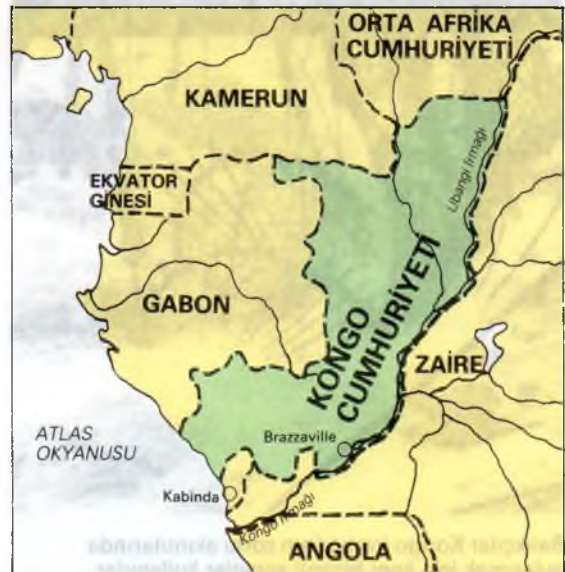 ORTA AFRİKA
CUMHURİYETİ
KAMERUN
EKVATOR
GİNESİ
Ubangi Irmağı
GABON
KONGO
CUMHURİYETİ
ZAİRE
ATLAS
OKYANUSU
Brazzaville
Kabinda
Kongo Irmağı
ANGOLA